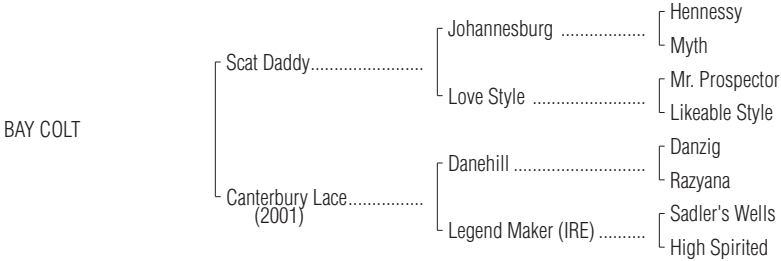 Hennessy
Johannesburg ..................
Myth
Scat Daddy........................
Mr. Prospector
Love Style ........................
Likeable Style
BAY COLT
Danzig
Danehill ............................
Razyana
Canterbury Lace................
(2001)
Sadler's Wells
Legend Maker (IRE) ..........
High Spirited